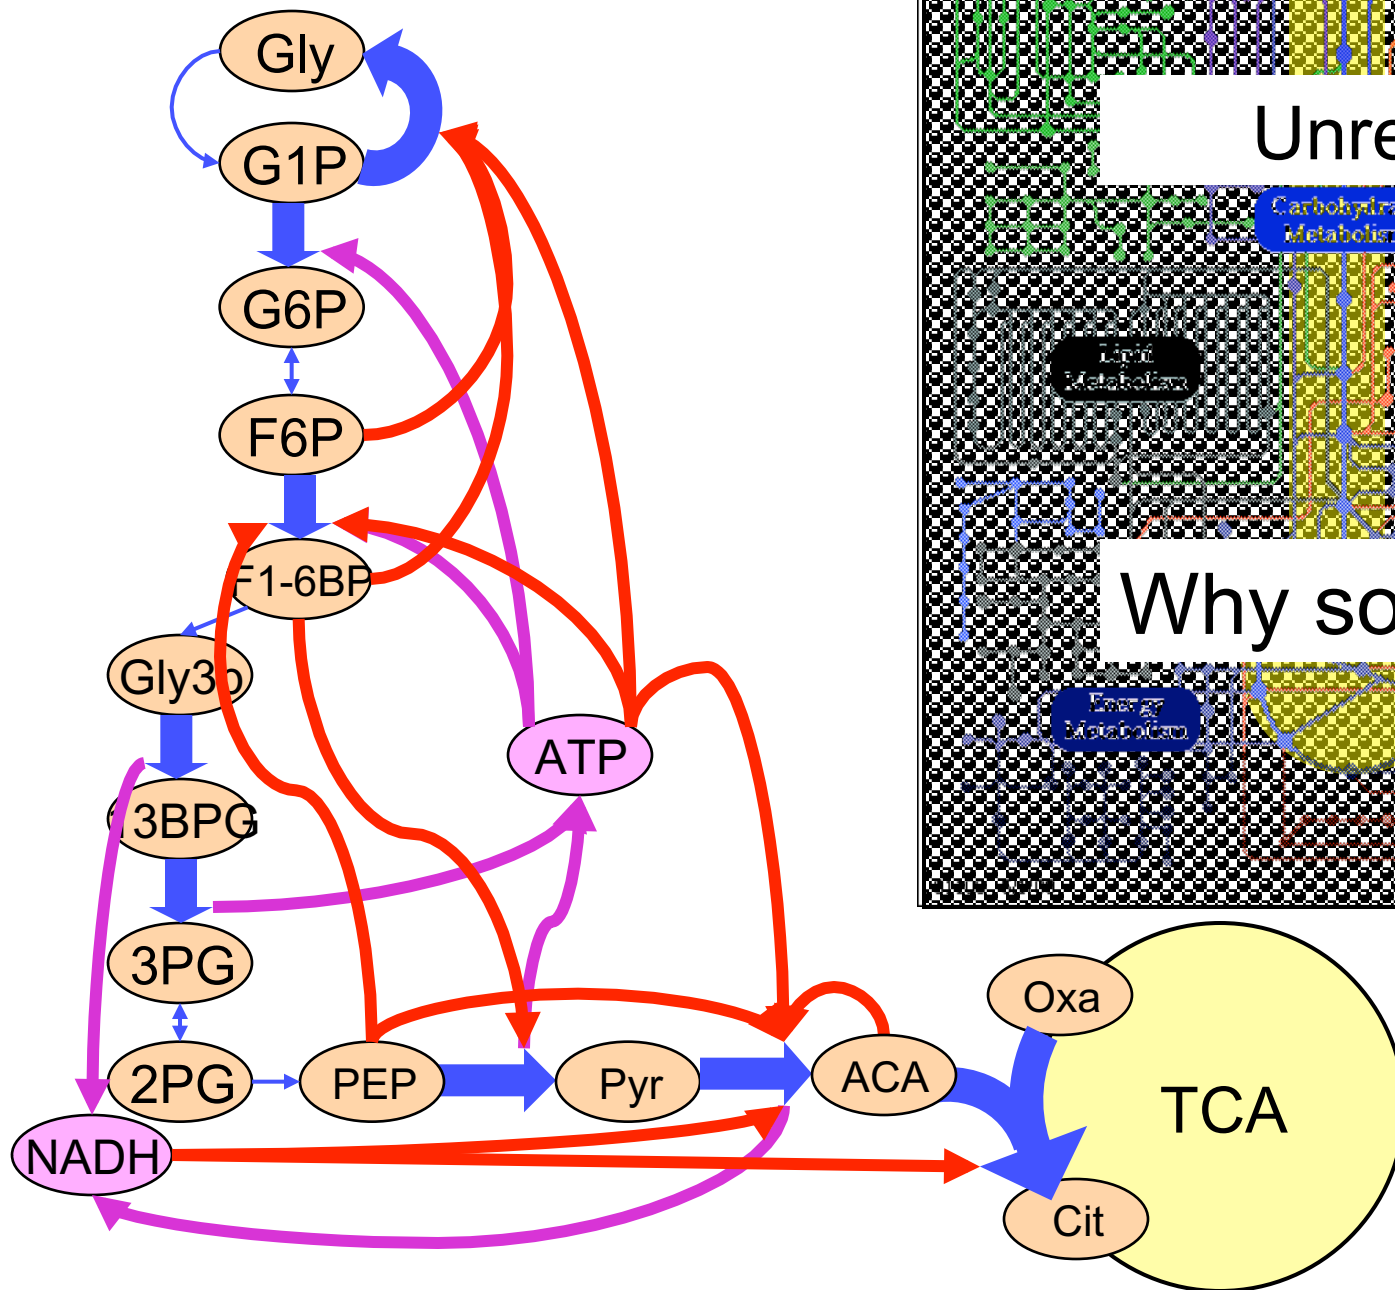 Gly
G1P
G6P
F6P
F1-6BP
Gly3p
13BPG
3PG
2PG
PEP
Pyr
ACA
ATP
NADH
Oxa
TCA
Cit
Unre
Carbohydra
Metabolis
Lipid
Metabolism
Why so
Energy
Metabolism